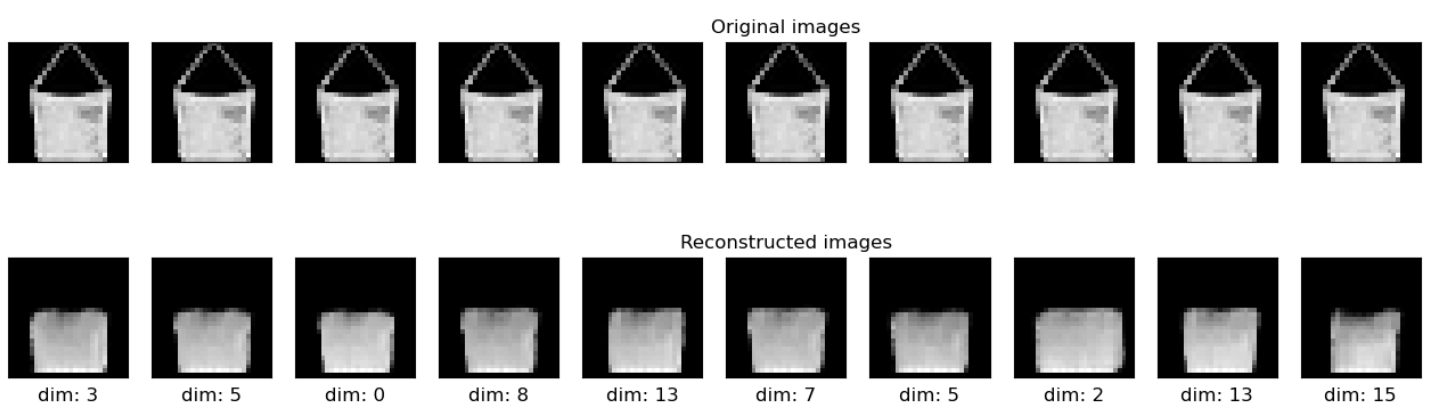 Original images
Reconstructed images
dim: 3 dim: 5 dim: 0 dim: 8 dim: 13 dim: 7 dim: 5 dim: 2 dim: 13 dim: 15